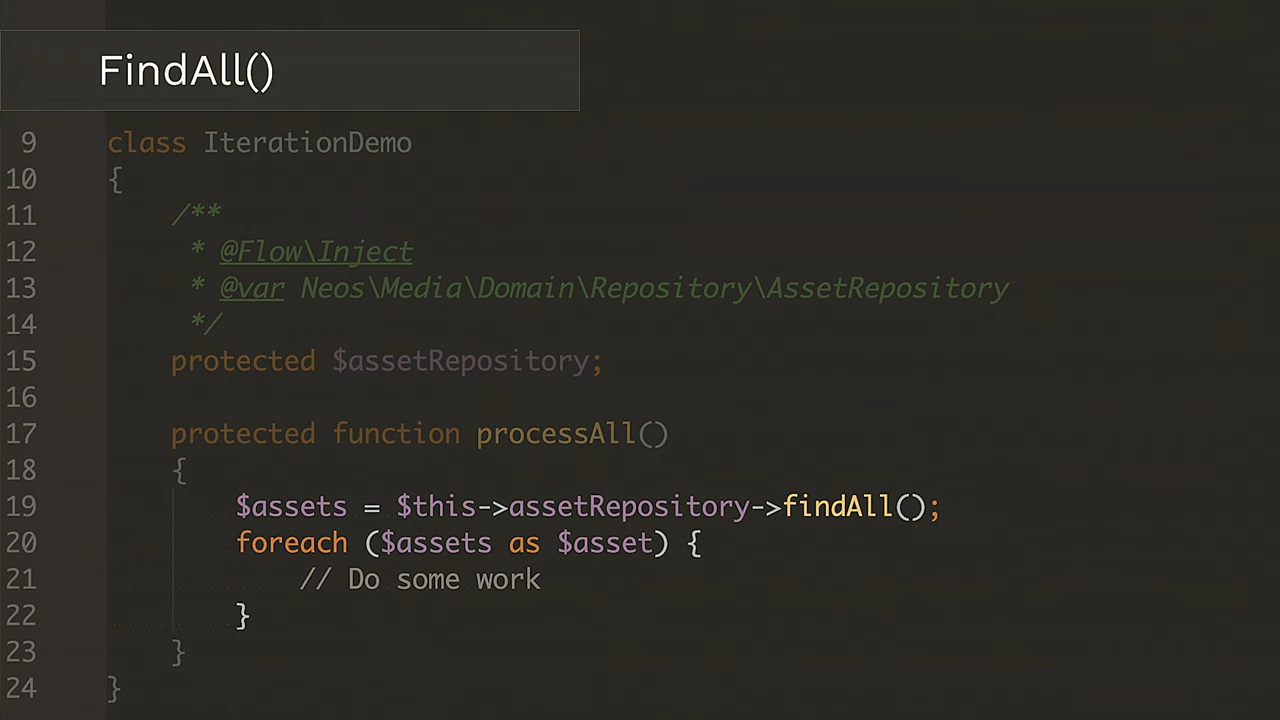 FindAll()
9 class IterationDemo
10 {
11     /**
12      * @Flow\Inject
13      * @var Neos\Media\Domain\Repository\AssetRepository
14      */
15     protected $assetRepository;
16
17     protected function processAll()
18     {
19         $assets = $this->assetRepository->findAll();
20         foreach ($assets as $asset) {
21             // Do some work
22         }
23     }
24 }